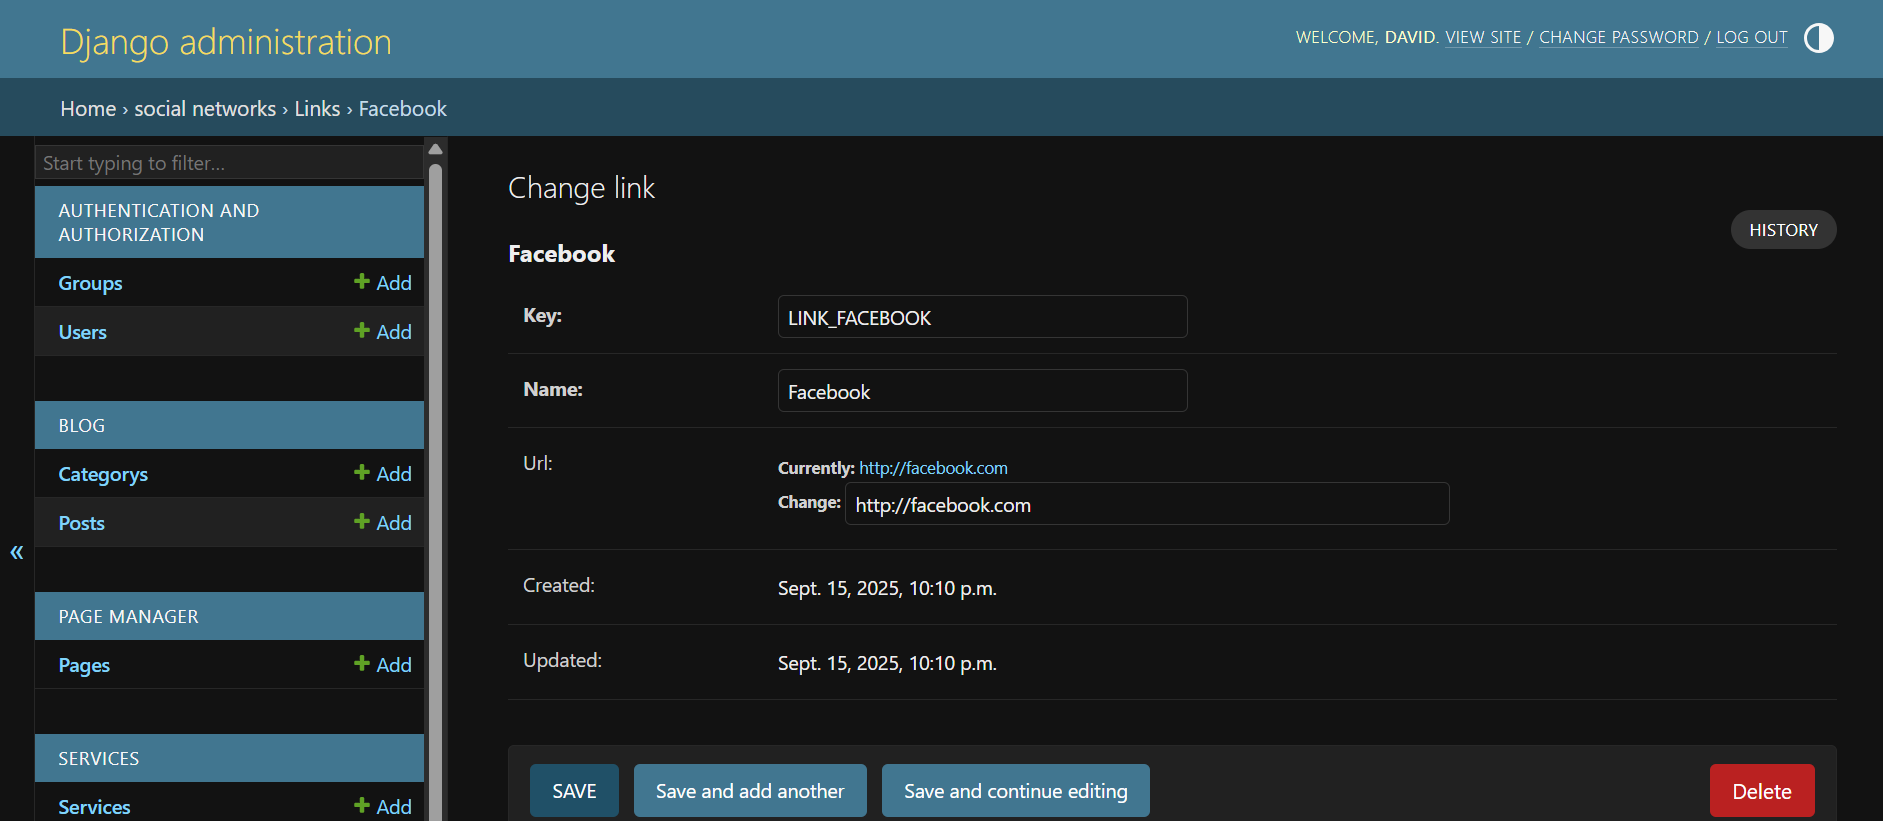 Django administration
WELCOME, DAVID. VIEW SITE / CHANGE PASSWORD / LOG OUT
Home › social networks › Links › Facebook
Start typing to filter...
AUTHENTICATION AND
AUTHORIZATION
Groups + Add
Users + Add
BLOG
Categorys + Add
Posts + Add
«
PAGE MANAGER
Pages + Add
SERVICES
Services + Add
Change link
HISTORY
Facebook
Key: LINK_FACEBOOK
Name: Facebook
Url: Currently: http://facebook.com
Change: http://facebook.com
Created: Sept. 15, 2025, 10:10 p.m.
Updated: Sept. 15, 2025, 10:10 p.m.
SAVE Save and add another Save and continue editing Delete